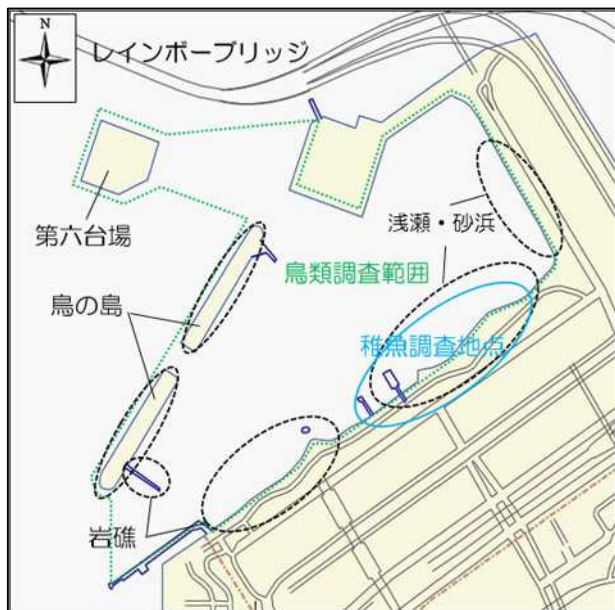 N
レインボーブリッジ
第六台場
浅瀬・砂浜
鳥類調査範囲
鳥の島
稚魚調査地点
岩礁